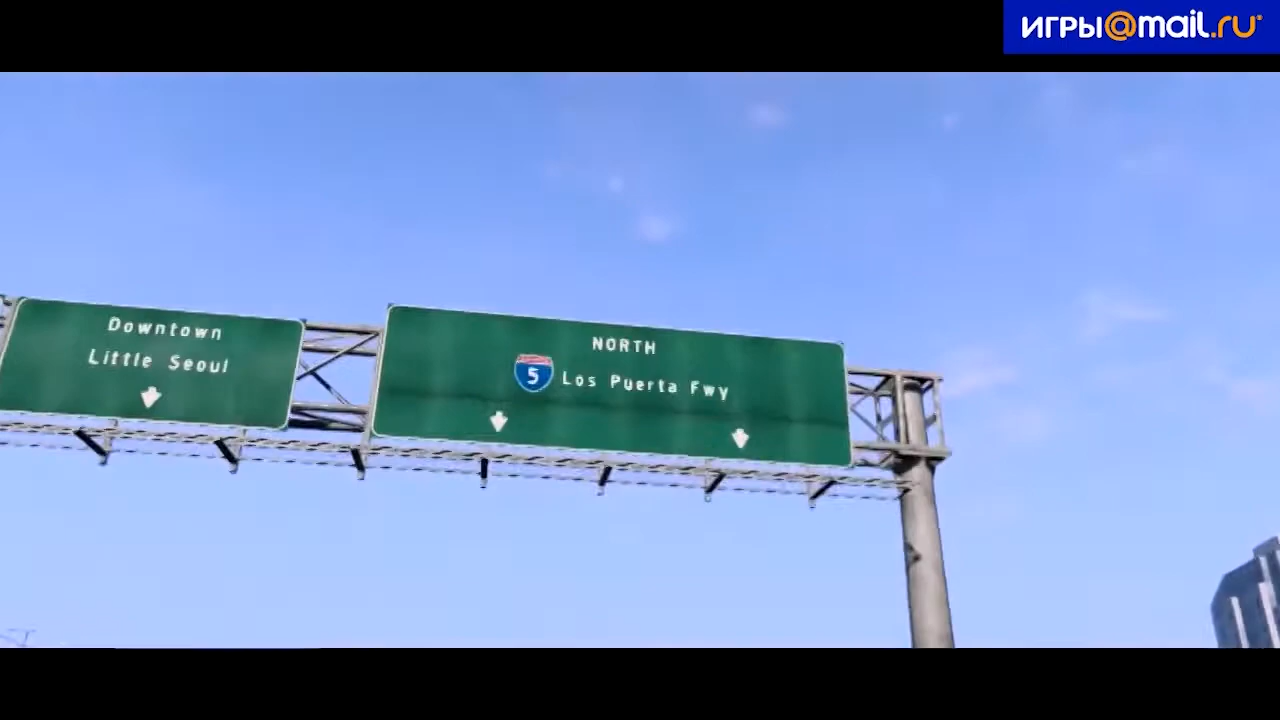 игры@mail.ru
Downtown
Little Seoul
NORTH
5 Los Puerta Fwy